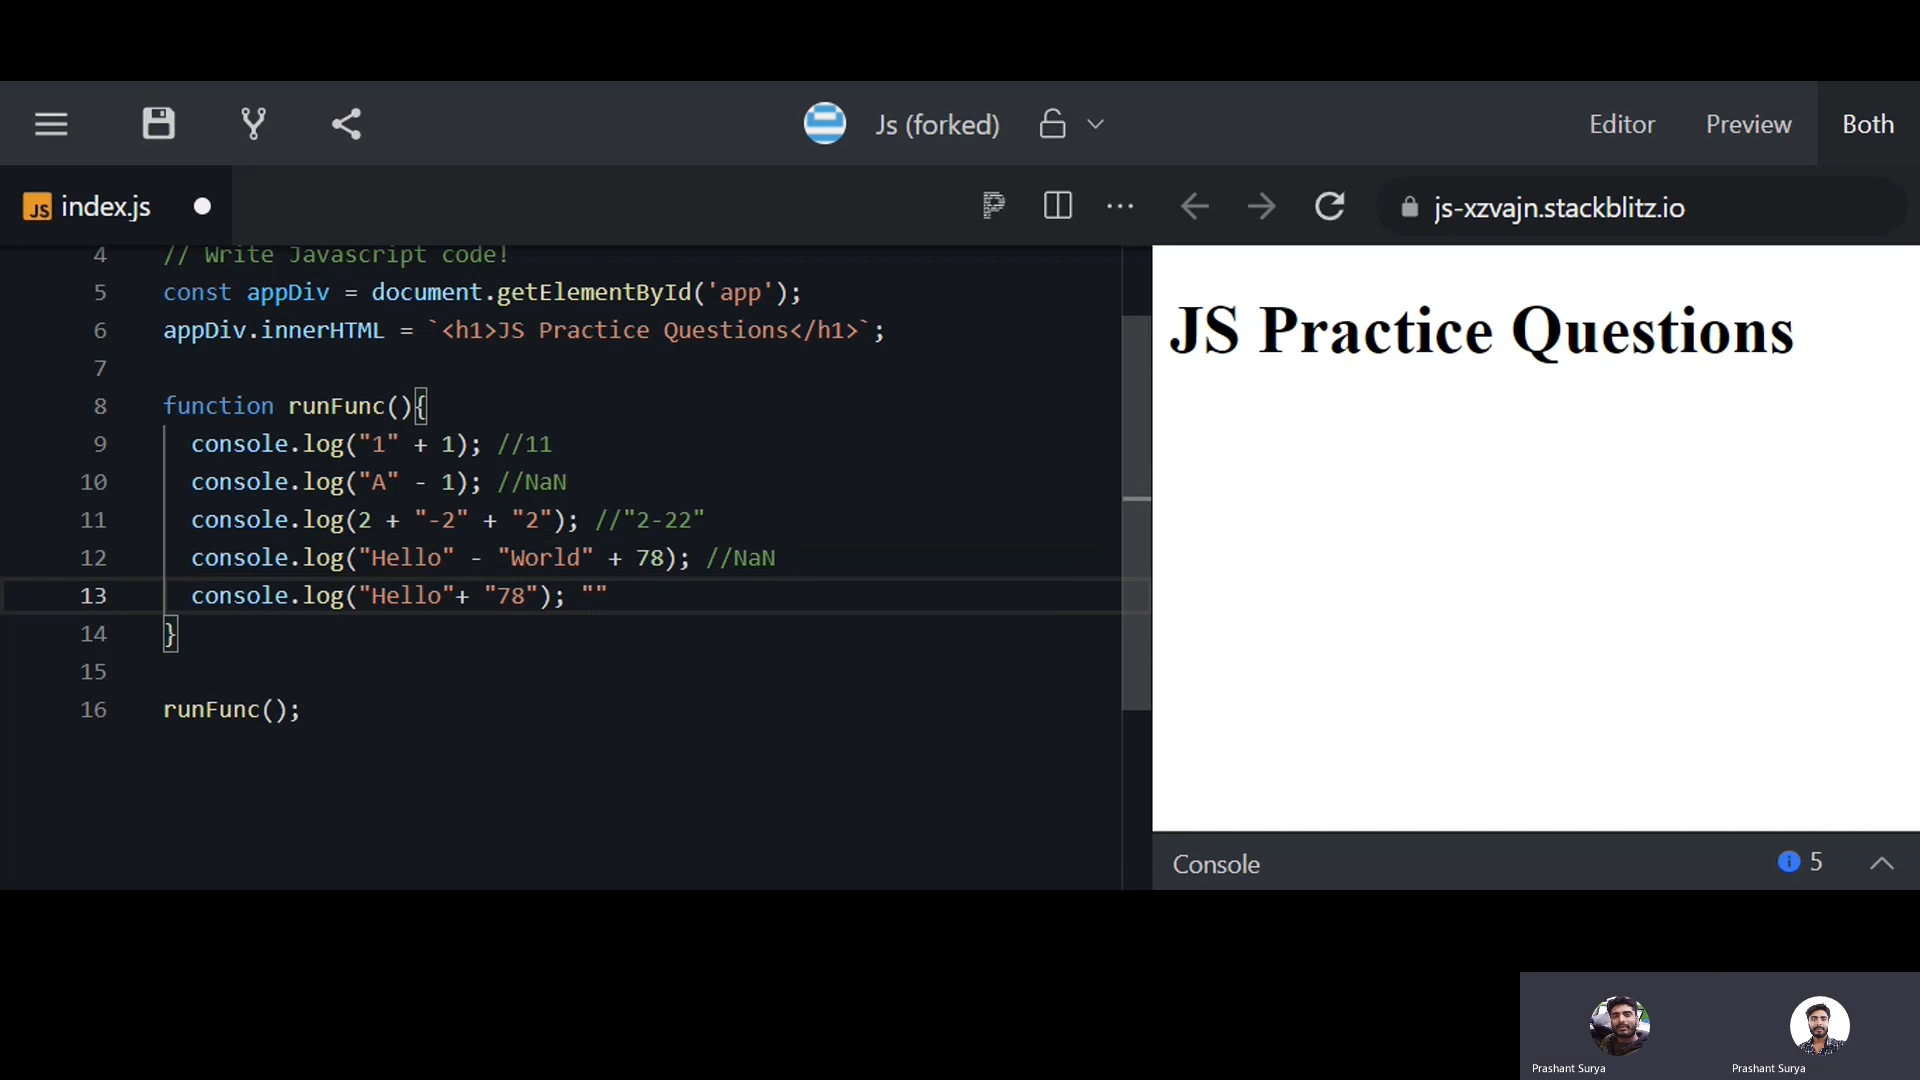 Js (forked)
Editor
Preview
Both
JS index.js
js-xzvajn.stackblitz.io
4 // Write Javascript code!
5 const appDiv = document.getElementById('app');
6 appDiv.innerHTML = `<h1>JS Practice Questions</h1>`;
7
8 function runFunc(){
9 console.log("1" + 1); //11
10 console.log("A" - 1); //NaN
11 console.log(2 + "-2" + "2"); //"2-22"
12 console.log("Hello" - "World" + 78); //NaN
13 console.log("Hello"+ "78"); ""
14 }
15
16 runFunc();
JS Practice Questions
Console
5
Prashant Surya
Prashant Surya